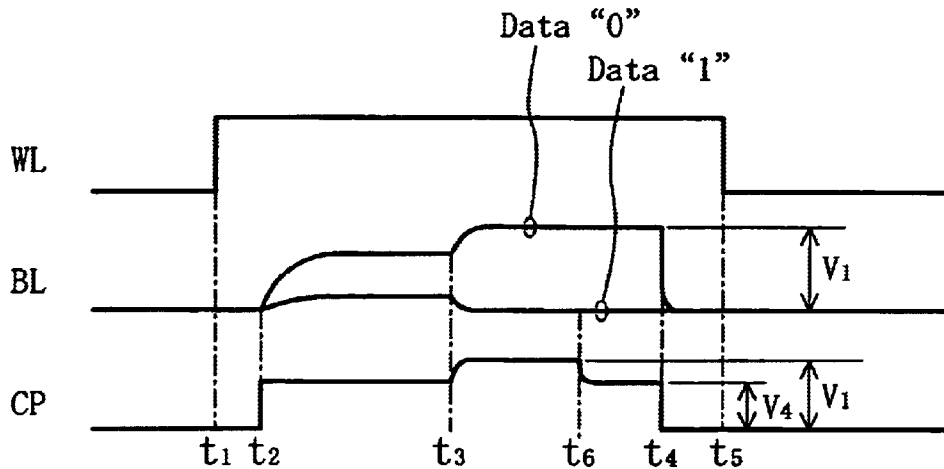 Data “0”
Data “1”
WL
BL
V1
CP
V4 V1
t1 t2 t3 t6 t4 t5